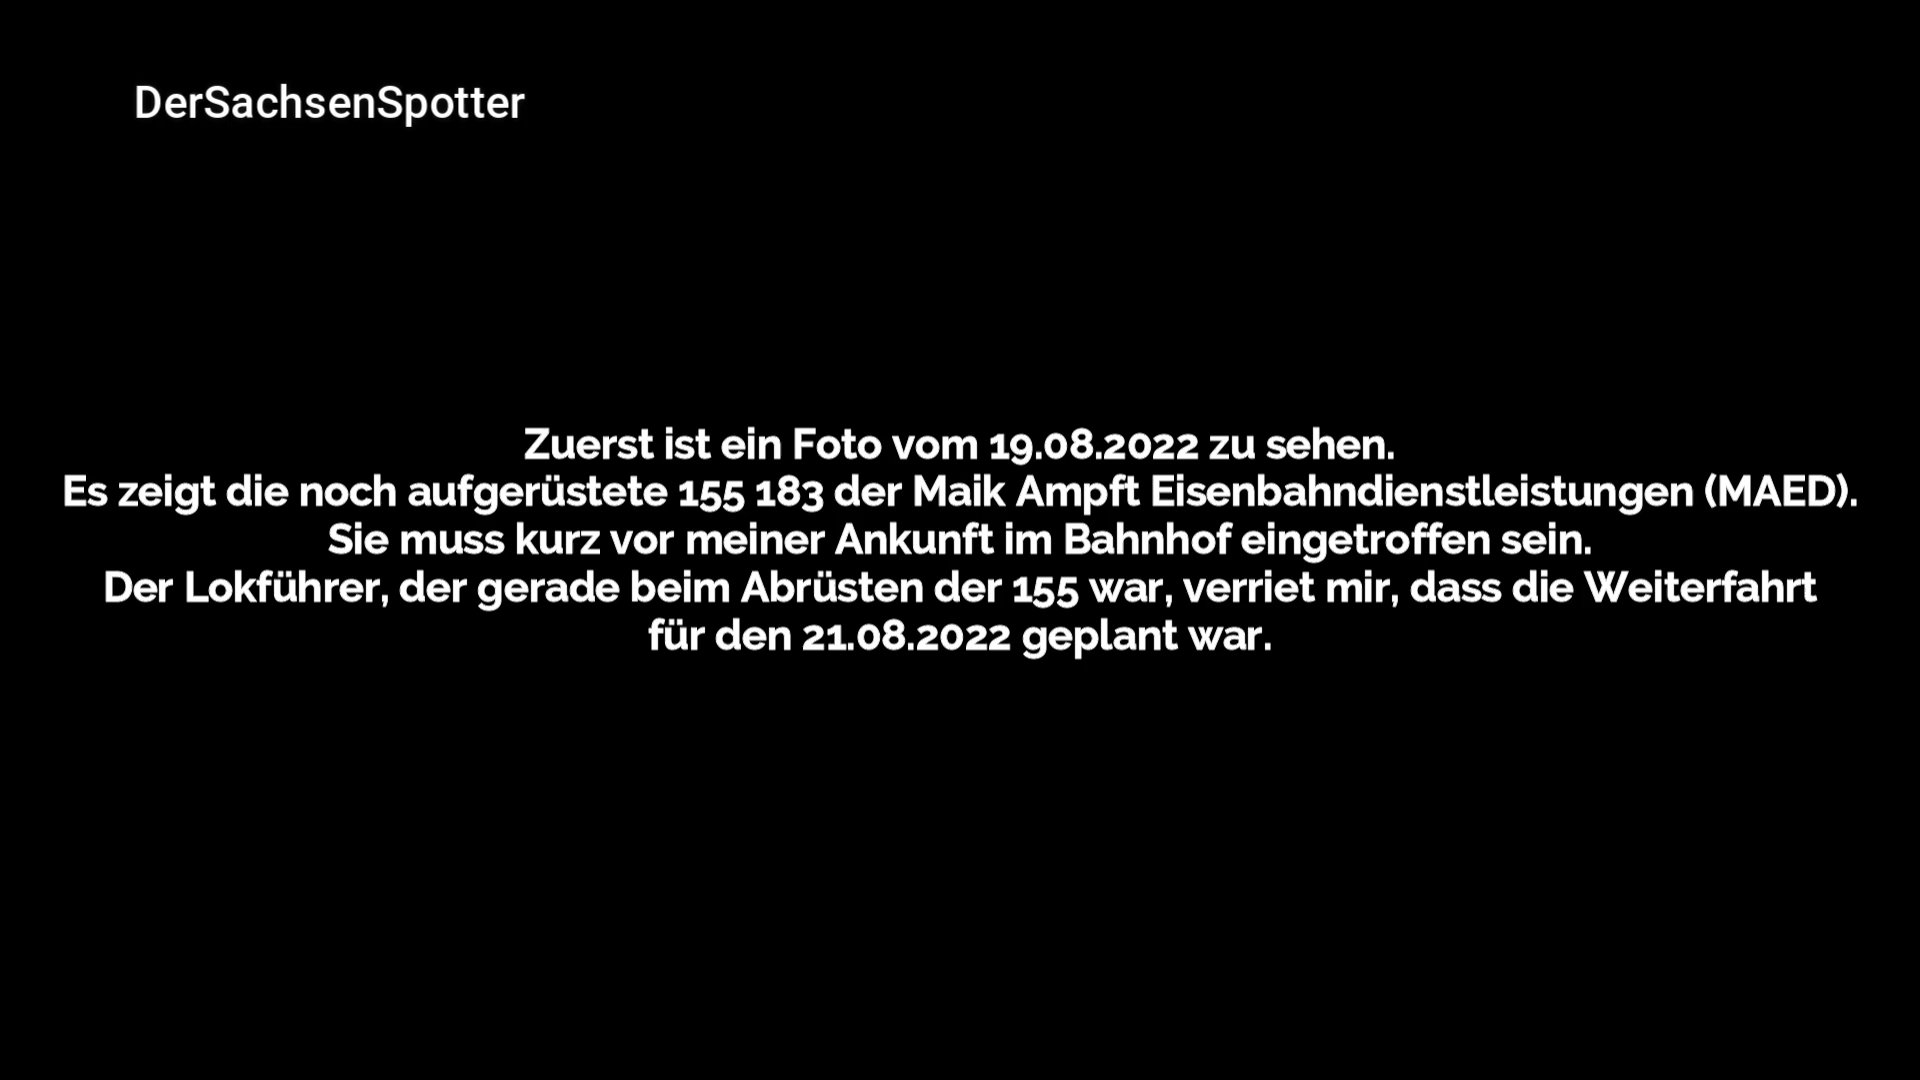 DerSachsenSpotter
Zuerst ist ein Foto vom 19.08.2022 zu sehen.
Es zeigt die noch aufgerüstete 155 183 der Maik Ampft Eisenbahndienstleistungen (MAED).
Sie muss kurz vor meiner Ankunft im Bahnhof eingetroffen sein.
Der Lokführer, der gerade beim Abrüsten der 155 war, verriet mir, dass die Weiterfahrt
für den 21.08.2022 geplant war.